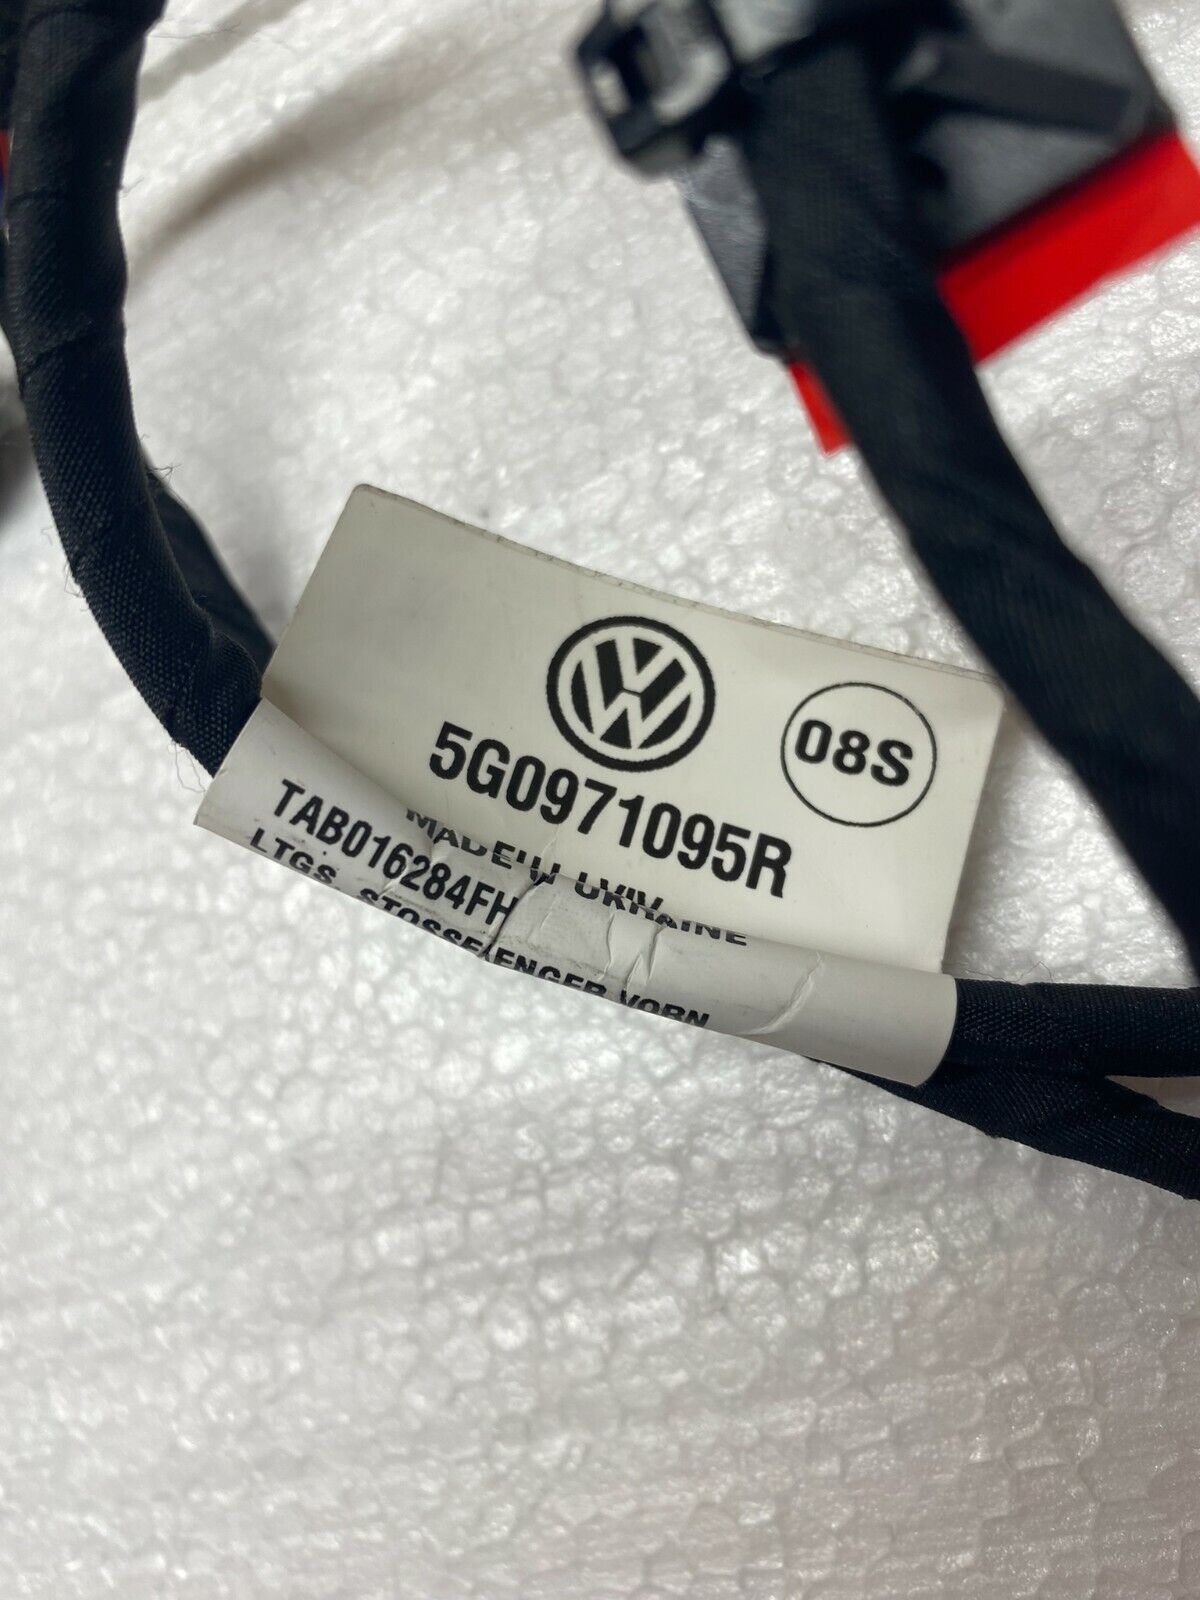 08S
5G0971095R
MADE IN UKRAINE
TAB016284FH
LTGS. STOSSFAENGER VORN